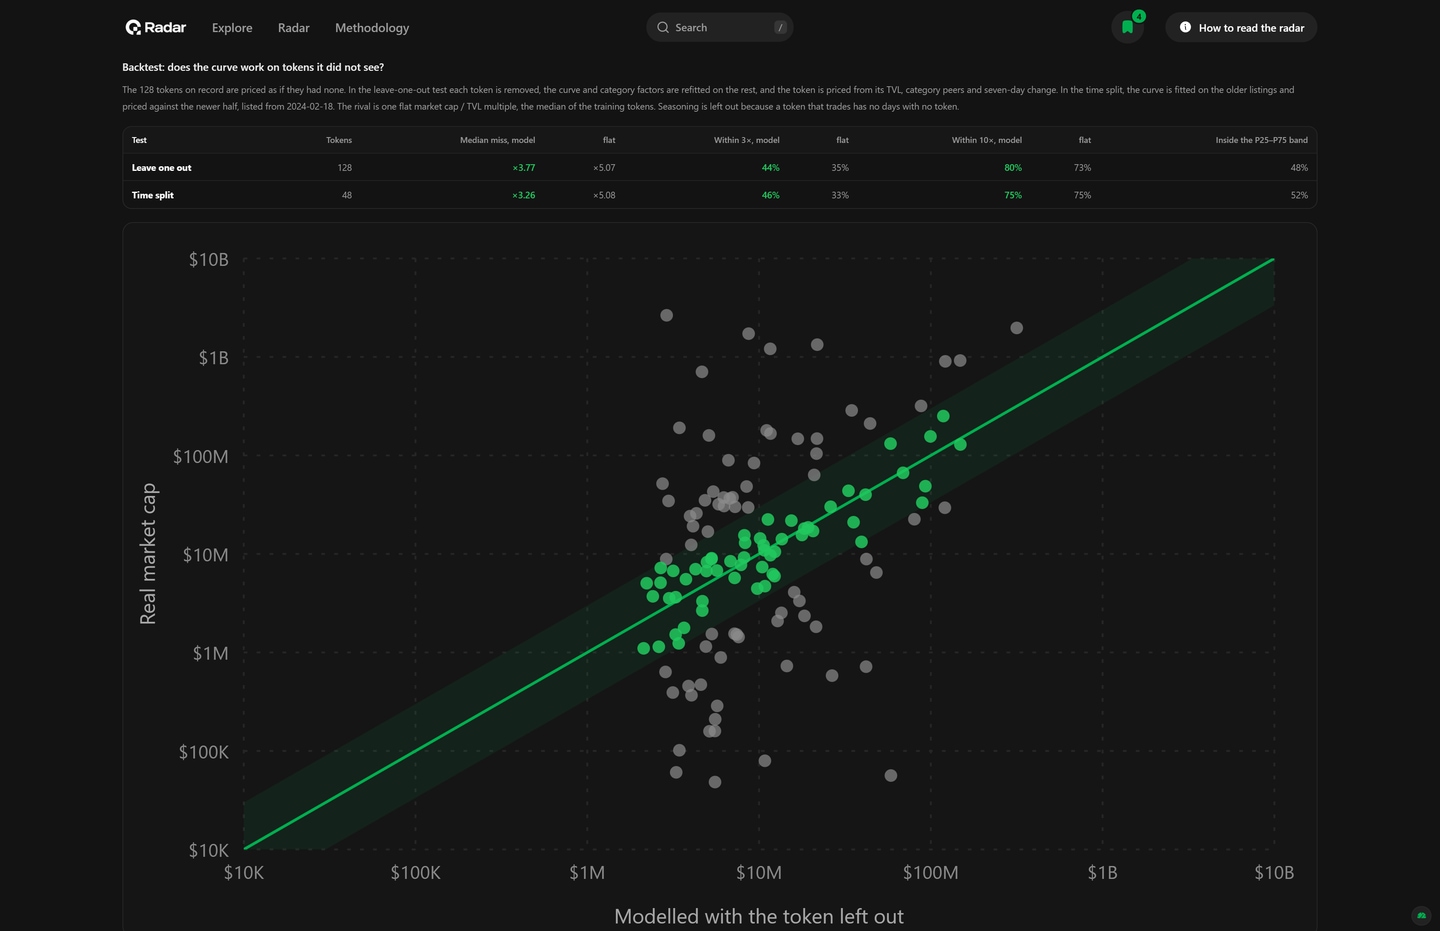 Radar
Explore
Radar
Methodology
Search
/
4
How to read the radar
Backtest: does the curve work on tokens it did not see?
The 128 tokens on record are priced as if they had none. In the leave-one-out test each token is removed, the curve and category factors are refitted on the rest, and the token is priced from its TVL, category peers and seven-day change. In the time split, the curve is fitted on the older listings and
priced against the newer half, listed from 2024-02-18. The rival is one flat market cap / TVL multiple, the median of the training tokens. Seasoning is left out because a token that trades has no days with no token.
Test Tokens Median miss, model flat Within 3×, model flat Within 10×, model flat Inside the P25–P75 band
Leave one out 128 ×3.77 ×5.07 44% 35% 80% 73% 48%
Time split 48 ×3.26 ×5.08 46% 33% 75% 75% 52%
$10B
$1B
$100M
$10M
$1M
$100K
$10K
Real market cap
$10K $100K $1M $10M $100M $1B $10B
Modelled with the token left out